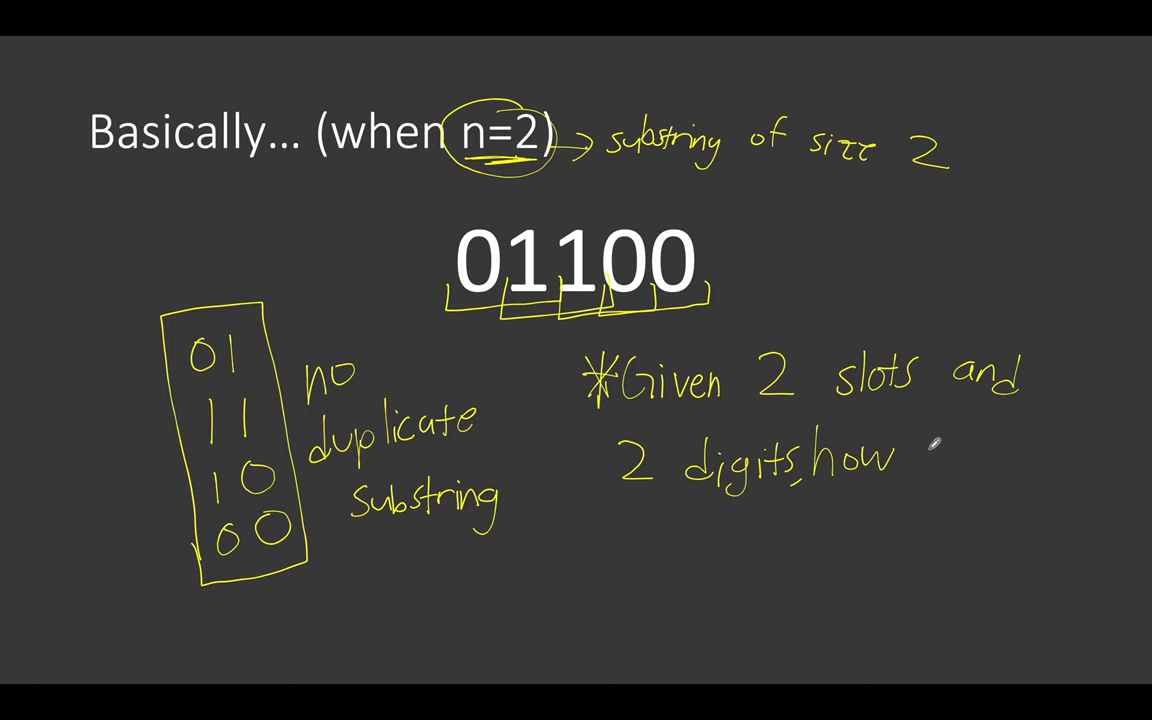 Basically... (when n=2) → substring of size 2
01100
01
11
10
00
no
duplicate
substring
*Given 2 slots and
2 digits, how